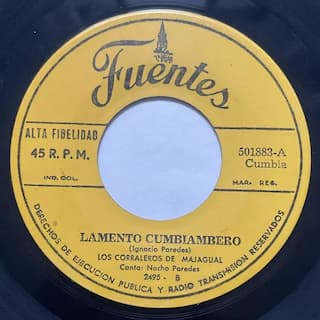 Fuentes
ALTA FIDELIDAD
45 R. P. M.
IND. COL.
501883-A
Cumbia
MAR. REG.
LAMENTO CUMBIAMBERO
(Ignacio Paredes)
LOS CORRALEROS DE MAJAGUAL
Canta: Nacho Paredes
2495 - B
DERECHOS DE EJECUCION PUBLICA Y RADIO TRANSMISION RESERVADOS